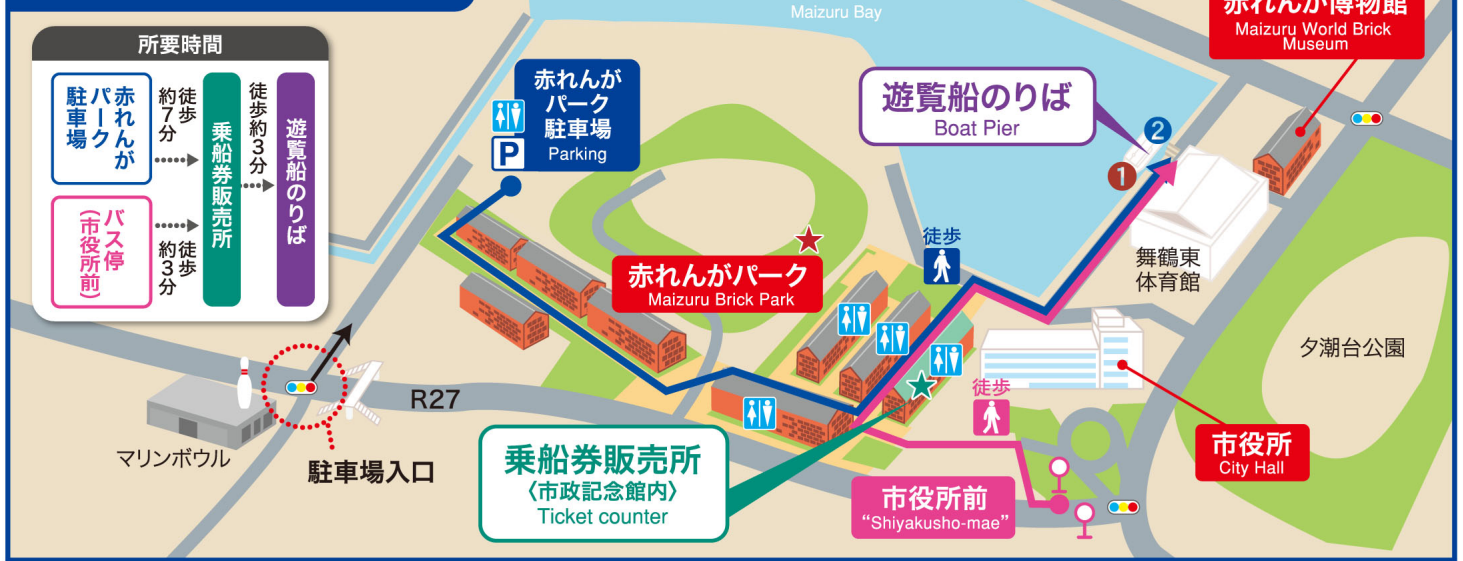 Maizuru Bay
赤れんが博物館
Maizuru World Brick
Museum
所要時間
赤れんが
パーク
駐車場
徒歩
約7分
バス停
(市役所前)
徒歩
約3分
乗船券販売所
徒歩約3分
遊覧船のりば
赤れんが
パーク
駐車場
Parking
P
遊覧船のりば
Boat Pier
2
1
徒歩
舞鶴東
体育館
赤れんがパーク
Maizuru Brick Park
夕潮台公園
R27
マリンボウル
駐車場入口
乗船券販売所
〈市政記念館内〉
Ticket counter
徒歩
市役所
City Hall
市役所前
“Shiyakusho-mae”